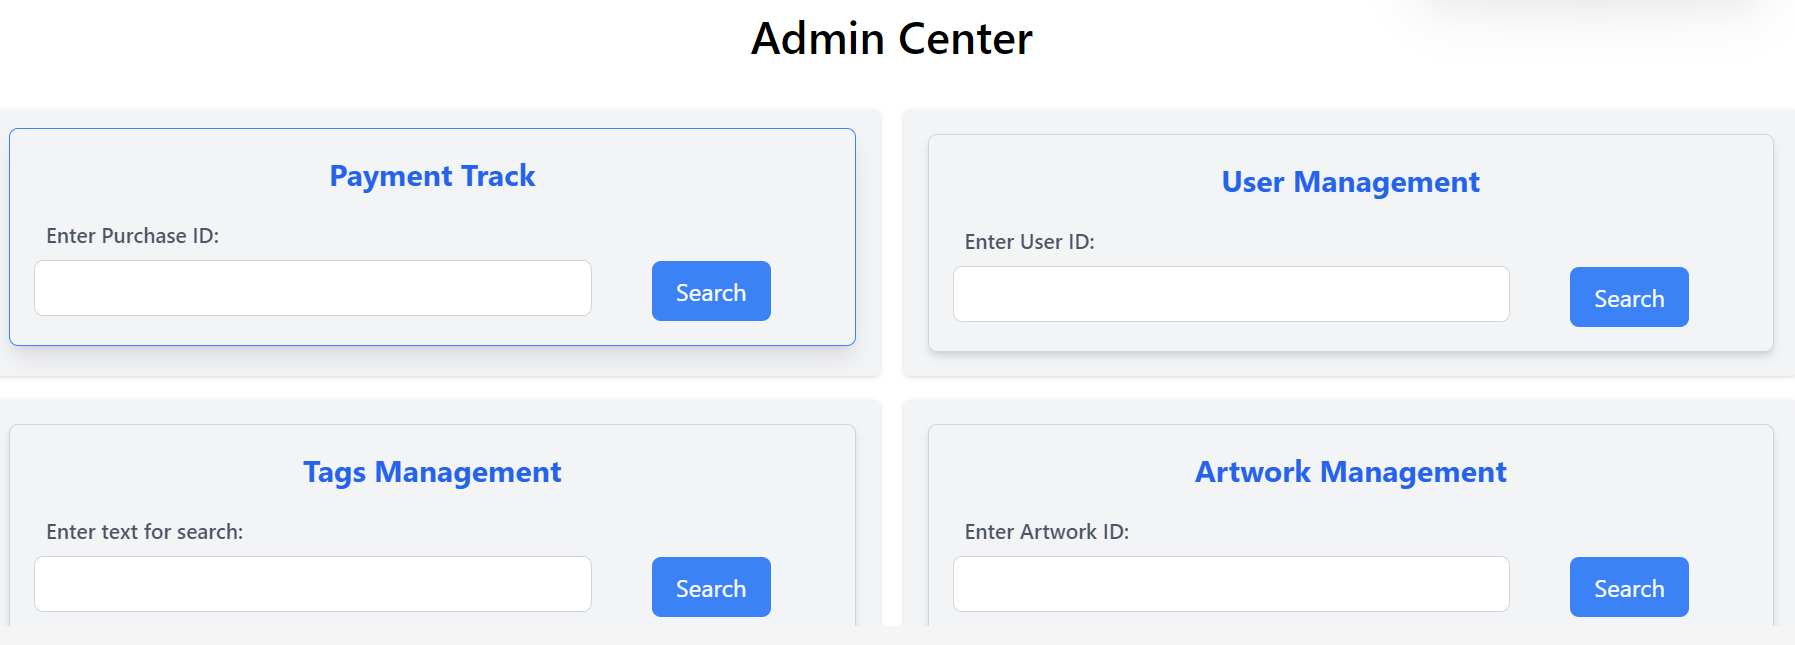 Admin Center
Payment Track
Enter Purchase ID:
Search
User Management
Enter User ID:
Search
Tags Management
Enter text for search:
Search
Artwork Management
Enter Artwork ID:
Search